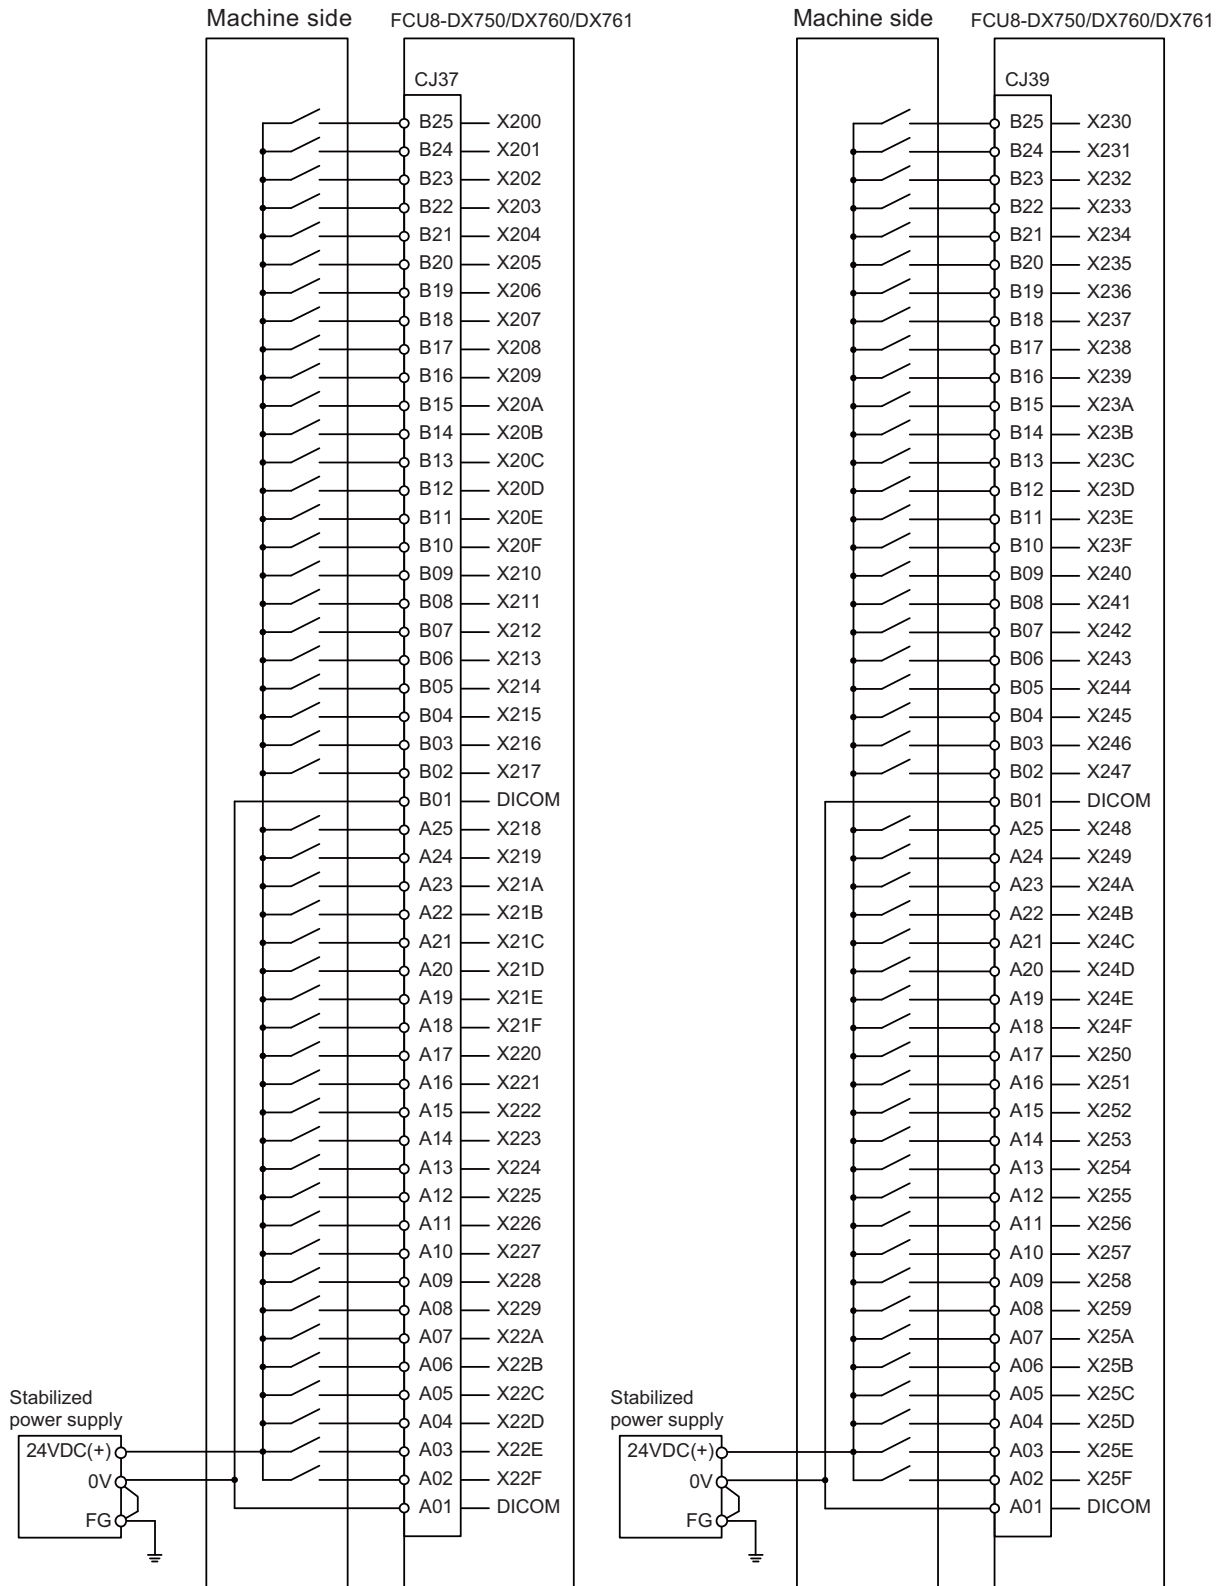 Machine side
FCU8-DX750/DX760/DX761
CJ37
B25 X200
B24 X201
B23 X202
B22 X203
B21 X204
B20 X205
B19 X206
B18 X207
B17 X208
B16 X209
B15 X20A
B14 X20B
B13 X20C
B12 X20D
B11 X20E
B10 X20F
B09 X210
B08 X211
B07 X212
B06 X213
B05 X214
B04 X215
B03 X216
B02 X217
B01 DICOM
A25 X218
A24 X219
A23 X21A
A22 X21B
A21 X21C
A20 X21D
A19 X21E
A18 X21F
A17 X220
A16 X221
A15 X222
A14 X223
A13 X224
A12 X225
A11 X226
A10 X227
A09 X228
A08 X229
A07 X22A
A06 X22B
A05 X22C
A04 X22D
A03 X22E
A02 X22F
A01 DICOM
Stabilized
power supply
24VDC(+)
0V
FG
Machine side
FCU8-DX750/DX760/DX761
CJ39
B25 X230
B24 X231
B23 X232
B22 X233
B21 X234
B20 X235
B19 X236
B18 X237
B17 X238
B16 X239
B15 X23A
B14 X23B
B13 X23C
B12 X23D
B11 X23E
B10 X23F
B09 X240
B08 X241
B07 X242
B06 X243
B05 X244
B04 X245
B03 X246
B02 X247
B01 DICOM
A25 X248
A24 X249
A23 X24A
A22 X24B
A21 X24C
A20 X24D
A19 X24E
A18 X24F
A17 X250
A16 X251
A15 X252
A14 X253
A13 X254
A12 X255
A11 X256
A10 X257
A09 X258
A08 X259
A07 X25A
A06 X25B
A05 X25C
A04 X25D
A03 X25E
A02 X25F
A01 DICOM
Stabilized
power supply
24VDC(+)
0V
FG